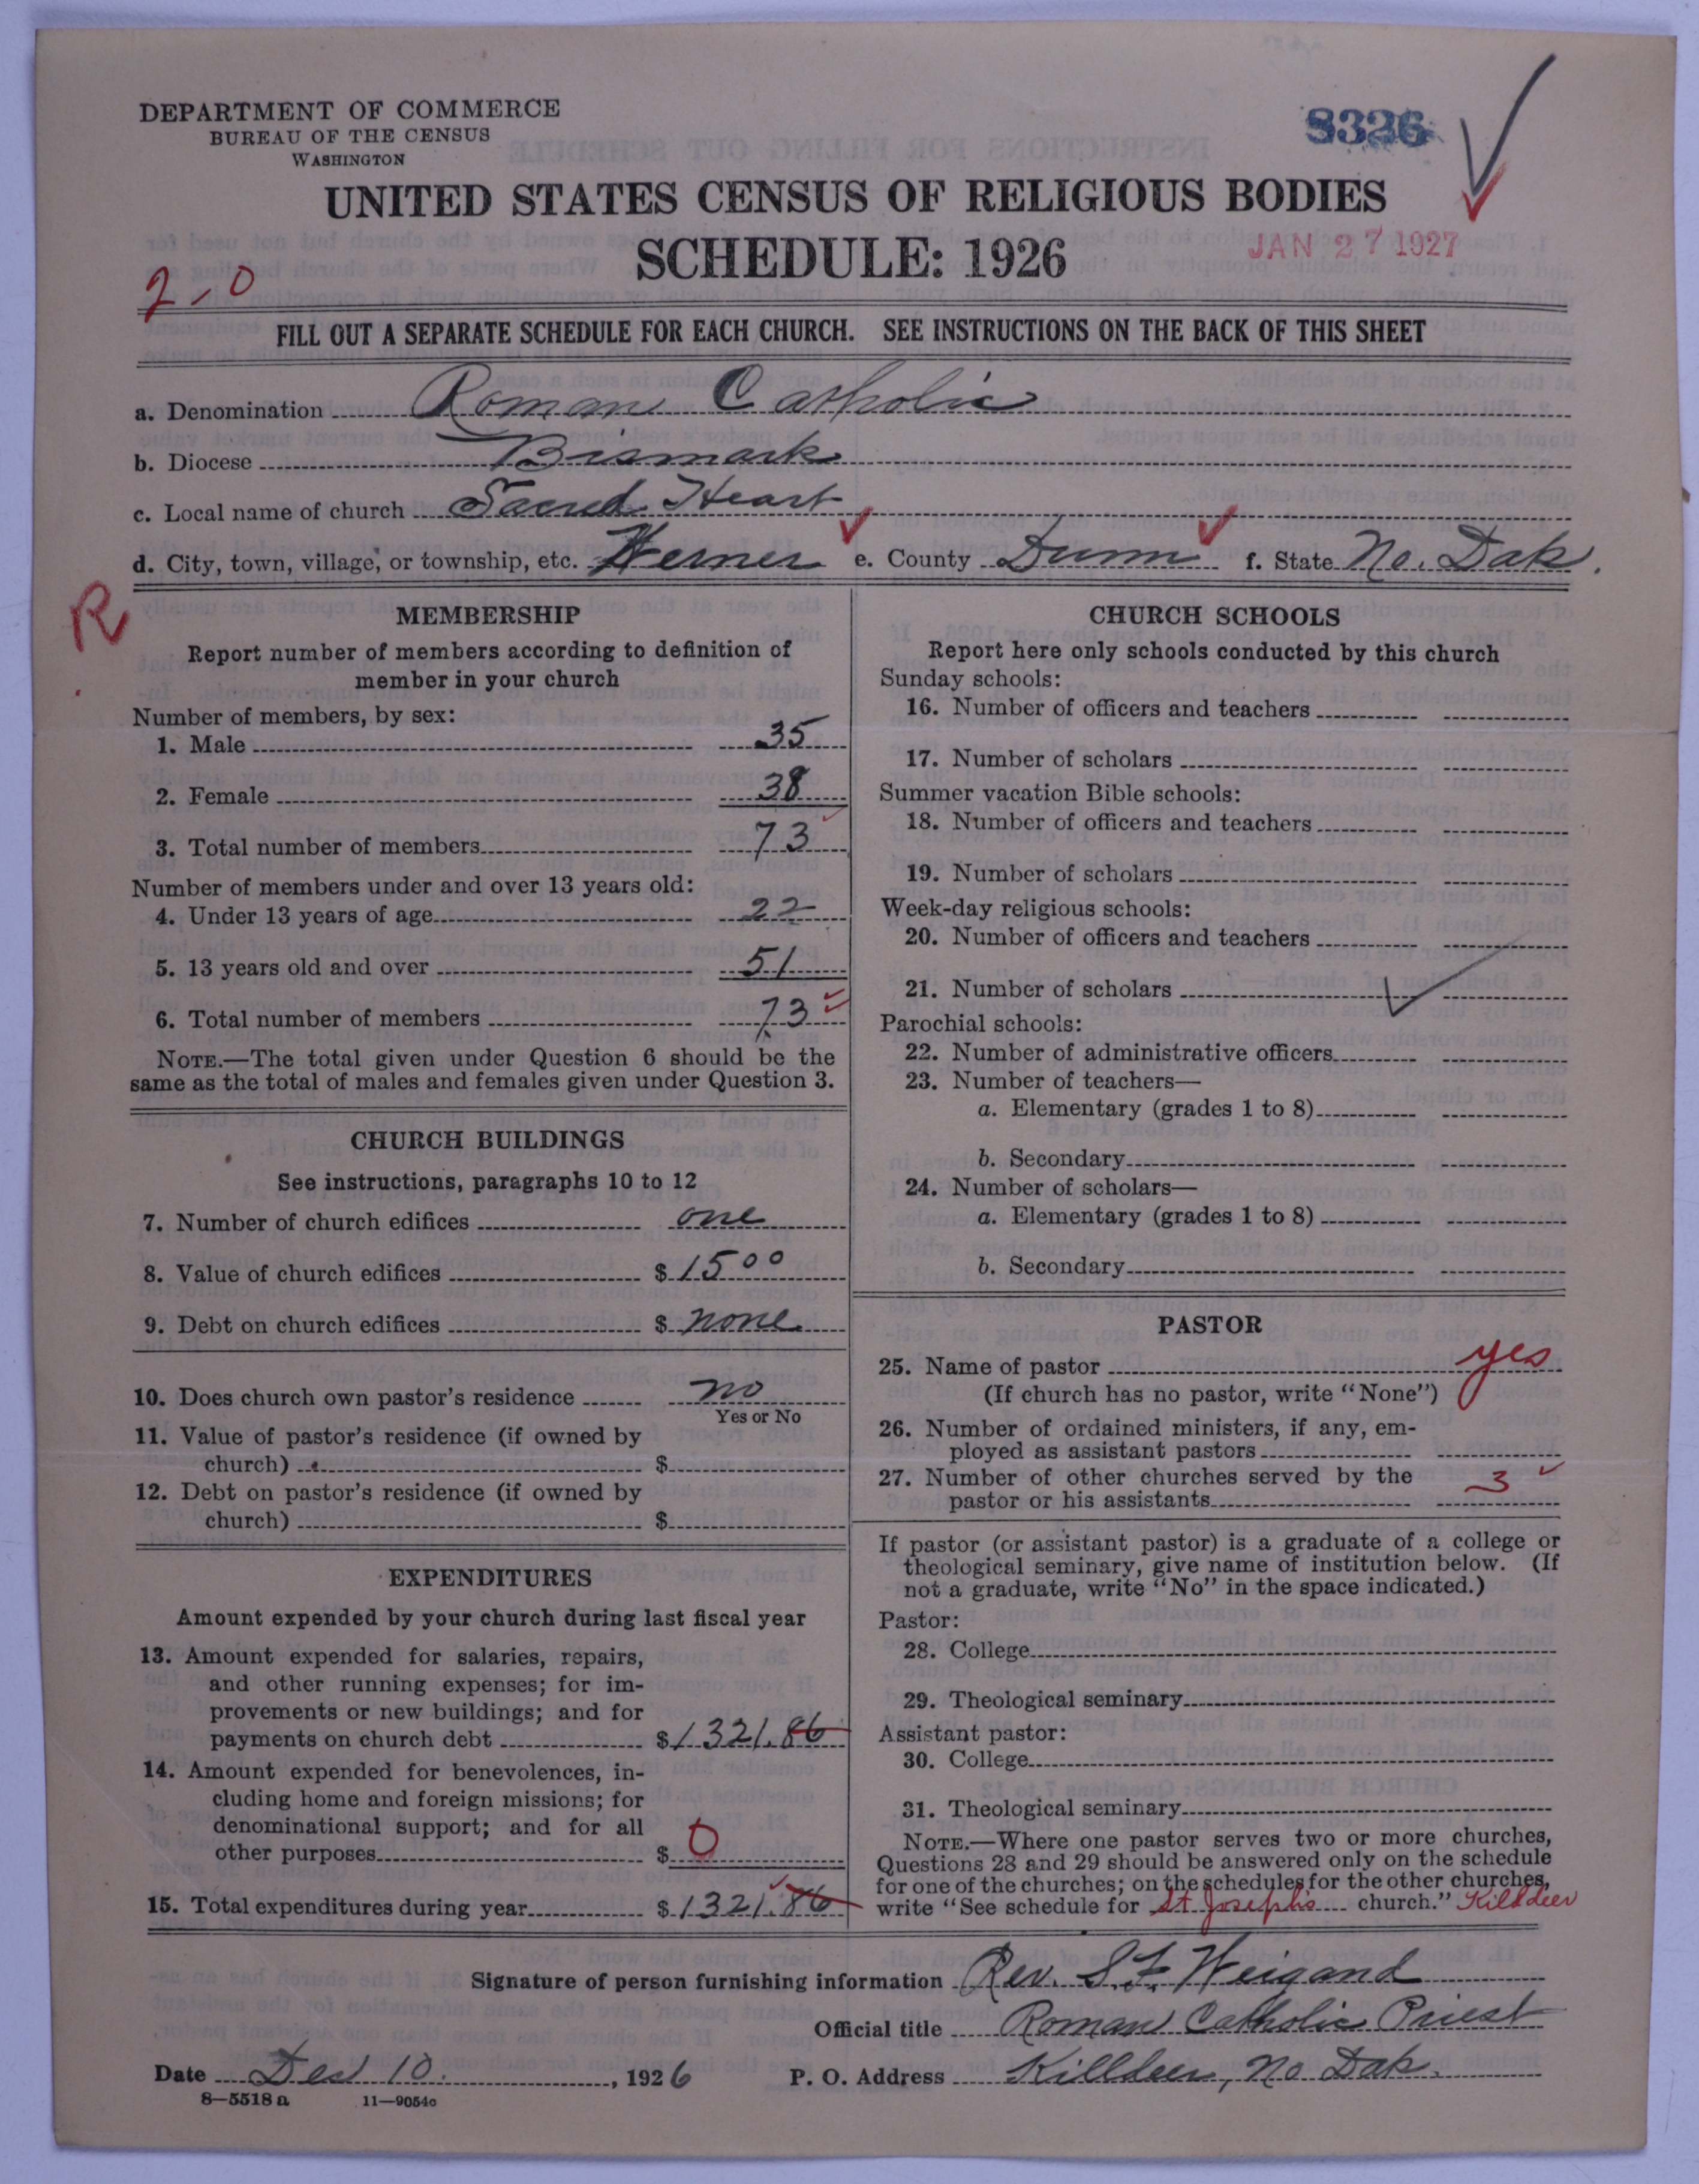 DEPARTMENT OF COMMERCE
BUREAU OF THE CENSUS
WASHINGTON
8326
UNITED STATES CENSUS OF RELIGIOUS BODIES
SCHEDULE: 1926
JAN 27 1927
2-0
FILL OUT A SEPARATE SCHEDULE FOR EACH CHURCH. SEE INSTRUCTIONS ON THE BACK OF THIS SHEET
a. Denomination Roman Catholic
b. Diocese Bismark
c. Local name of church Sacred Heart
d. City, town, village, or township, etc. Werner e. County Dunn f. State No. Dak.
R
MEMBERSHIP
Report number of members according to definition of
member in your church
Number of members, by sex:
1. Male 35
2. Female 38
3. Total number of members 73
Number of members under and over 13 years old:
4. Under 13 years of age 22
5. 13 years old and over 51
6. Total number of members 73
NOTE.—The total given under Question 6 should be the
same as the total of males and females given under Question 3.
CHURCH BUILDINGS
See instructions, paragraphs 10 to 12
7. Number of church edifices one
8. Value of church edifices $ 1500
9. Debt on church edifices $ none
10. Does church own pastor's residence no
Yes or No
11. Value of pastor's residence (if owned by
church) $
12. Debt on pastor's residence (if owned by
church) $
EXPENDITURES
Amount expended by your church during last fiscal year
13. Amount expended for salaries, repairs,
and other running expenses; for im-
provements or new buildings; and for
payments on church debt $ 1321.86
14. Amount expended for benevolences, in-
cluding home and foreign missions; for
denominational support; and for all
other purposes $ 0
15. Total expenditures during year $ 1321.86
CHURCH SCHOOLS
Report here only schools conducted by this church
Sunday schools:
16. Number of officers and teachers
17. Number of scholars
Summer vacation Bible schools:
18. Number of officers and teachers
19. Number of scholars
Week-day religious schools:
20. Number of officers and teachers
21. Number of scholars
Parochial schools:
22. Number of administrative officers
23. Number of teachers—
a. Elementary (grades 1 to 8)
b. Secondary
24. Number of scholars—
a. Elementary (grades 1 to 8)
b. Secondary
PASTOR
25. Name of pastor yes
(If church has no pastor, write "None")
26. Number of ordained ministers, if any, em-
ployed as assistant pastors
27. Number of other churches served by the
pastor or his assistants 3
If pastor (or assistant pastor) is a graduate of a college or
theological seminary, give name of institution below. (If
not a graduate, write "No" in the space indicated.)
Pastor:
28. College
29. Theological seminary
Assistant pastor:
30. College
31. Theological seminary
NOTE.—Where one pastor serves two or more churches,
Questions 28 and 29 should be answered only on the schedule
for one of the churches; on the schedules for the other churches,
write "See schedule for St Joseph's church." Killdeer
Signature of person furnishing information Rev. S. F. Weigand
Official title Roman Catholic Priest
Date Dec 10. , 1926 P. O. Address Killdeer, No Dak.
8—5518 a 11—9054c